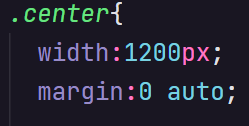 .center{
width:1200px;
margin:0 auto;